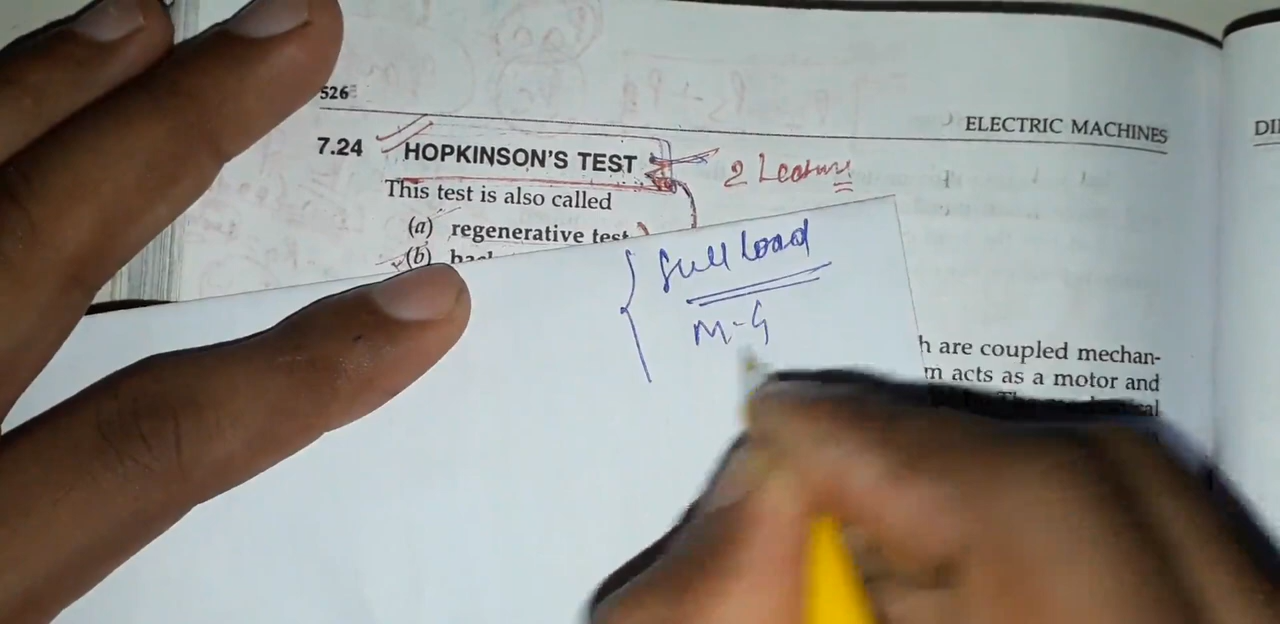 526
ELECTRIC MACHINES
7.24 HOPKINSON'S TEST
2 Lecture
This test is also called
(a) regenerative test
(b)
full load
M-G
h are coupled mechan-
m acts as a motor and